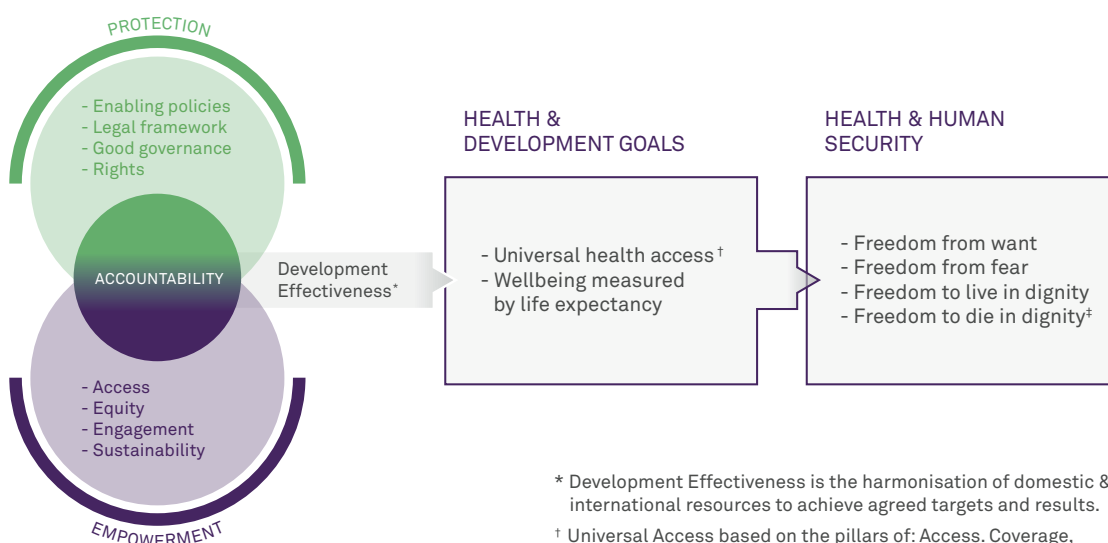 PROTECTION
- Enabling policies
- Legal framework
- Good governance
- Rights
ACCOUNTABILITY
- Access
- Equity
- Engagement
- Sustainability
EMPOWERMENT
Development
Effectiveness*
HEALTH &
DEVELOPMENT GOALS
- Universal health access†
- Wellbeing measured
by life expectancy
HEALTH & HUMAN
SECURITY
- Freedom from want
- Freedom from fear
- Freedom to live in dignity
- Freedom to die in dignity‡
* Development Effectiveness is the harmonisation of domestic &
international resources to achieve agreed targets and results.
† Universal Access based on the pillars of: Access. Coverage,